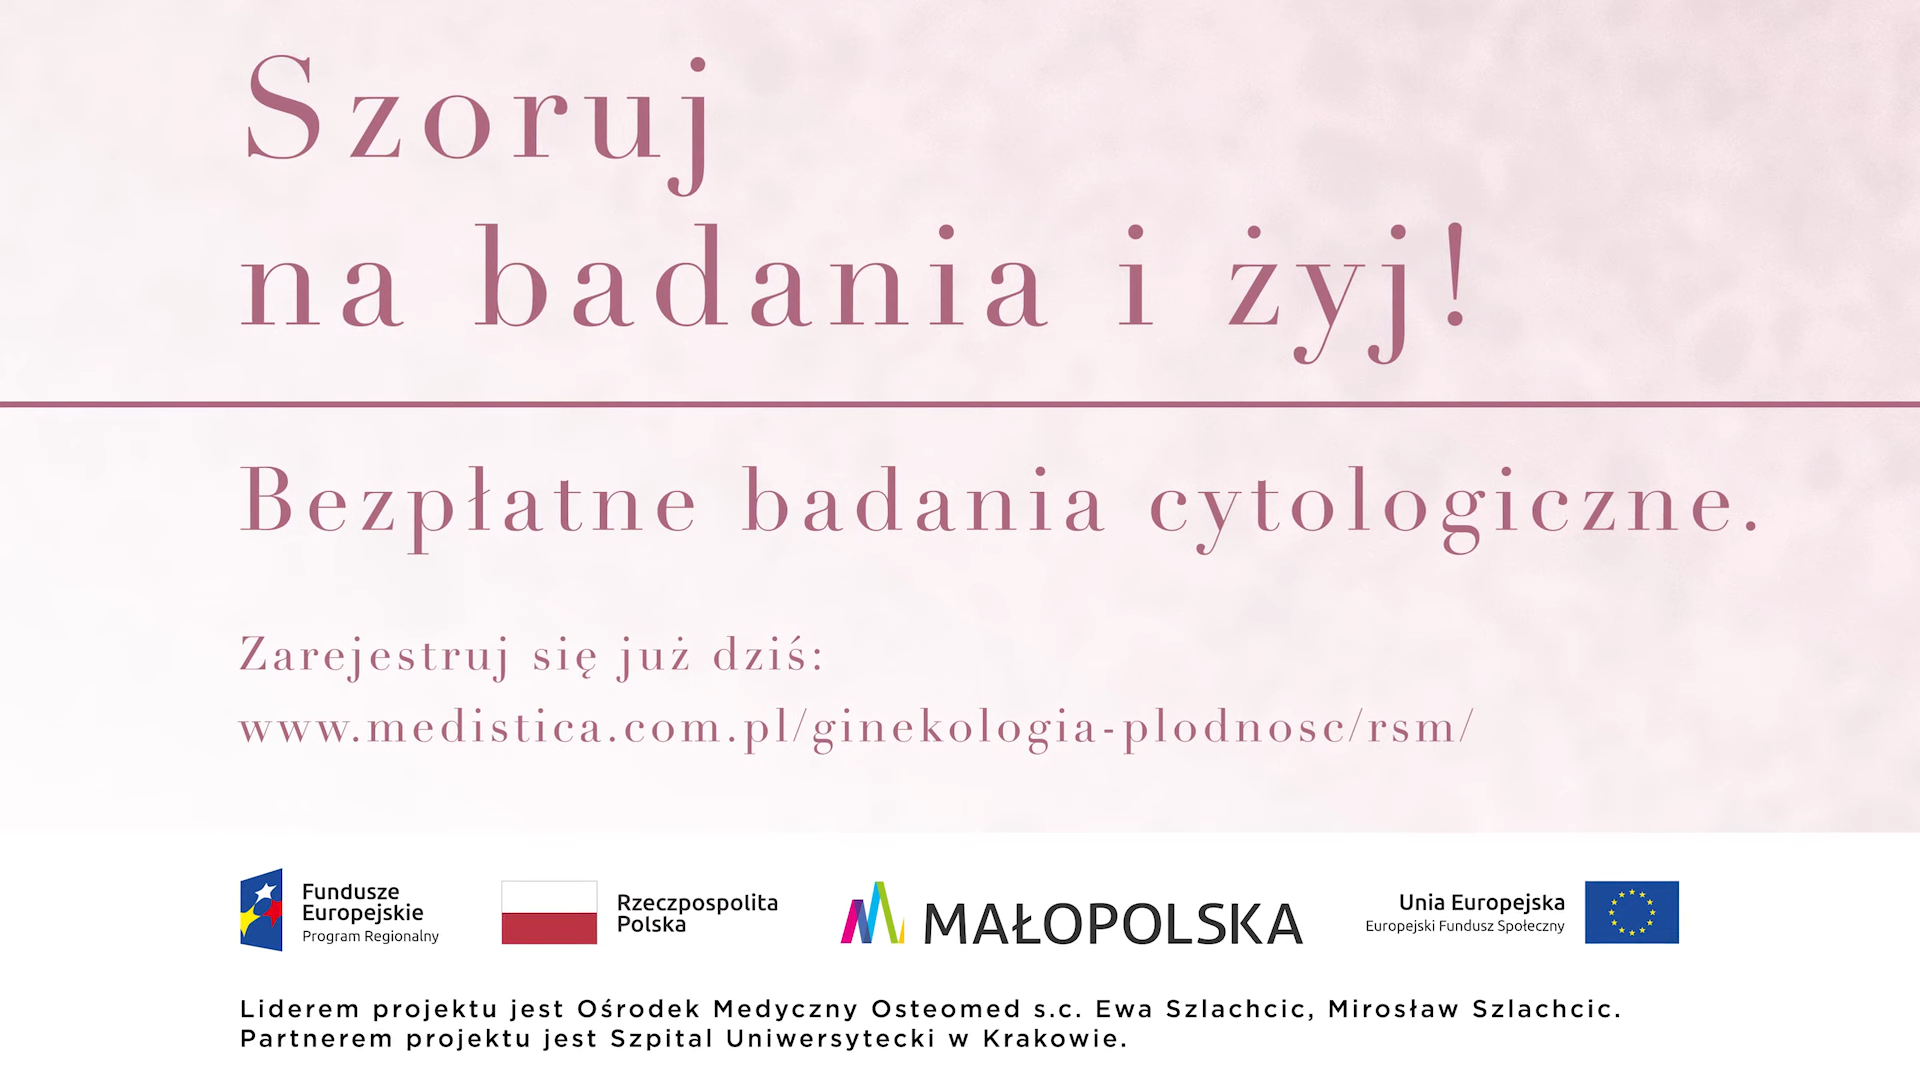 Szoruj
na badania i żyj!
Bezpłatne badania cytologiczne.
Zarejestruj się już dziś:
www.medistica.com.pl/ginekologia-plodnosc/rsm/
Fundusze
Europejskie
Program Regionalny
Rzeczpospolita
Polska
MAŁOPOLSKA
Unia Europejska
Europejski Fundusz Społeczny
Liderem projektu jest Ośrodek Medyczny Osteomed s.c. Ewa Szlachcic, Mirosław Szlachcic.
Partnerem projektu jest Szpital Uniwersytecki w Krakowie.